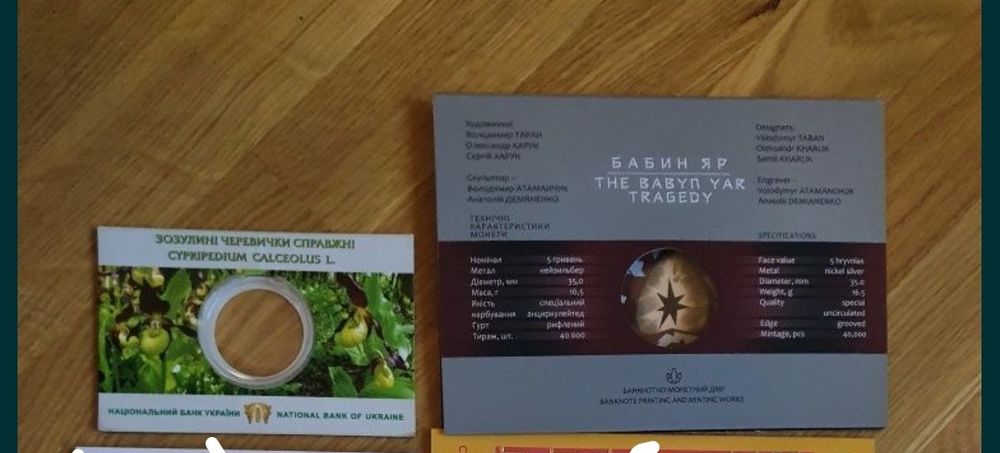 ЗОЗУЛИНІ ЧЕРЕВИЧКИ СПРАВЖНІ
CYPRIPEDIUM CALCEOLUS L.
НАЦІОНАЛЬНИЙ БАНК УКРАЇНИ
NATIONAL BANK OF UKRAINE
Художники:
Володимир ТАРАН
Олександр ХАРУК
Сергій ХАРУК
Скульптор –
Володимир АТАМАНЧУК
Анатолій ДЕМЯНЕНКО
ТЕХНІЧНІ
ХАРАКТЕРИСТИКИ
МОНЕТИ
БАБИН ЯР
THE BABYN YAR
TRAGEDY
Designers:
Volodymyr TARAN
Oleksandr KHARUK
Serhii KHARUK
Engraver –
Volodymyr ATAMANCHUK
Anatolii DEMIANENKO
SPECIFICATIONS
Номінал 5 гривень
Метал нейзильбер
Діаметр, мм 35,0
Маса, г 16,5
Якість спеціальний
карбування анциркулейтед
Гурт рифлений
Тираж, шт. 40 000
Face value 5 hryvnias
Metal nickel silver
Diameter, mm 35.0
Weight, g 16.5
Quality special
uncirculated
Edge grooved
Mintage, pcs 40,000
БАНКНОТНО МОНЕТНИЙ ДВІР
BANKNOTE PRINTING AND MINTING WORKS